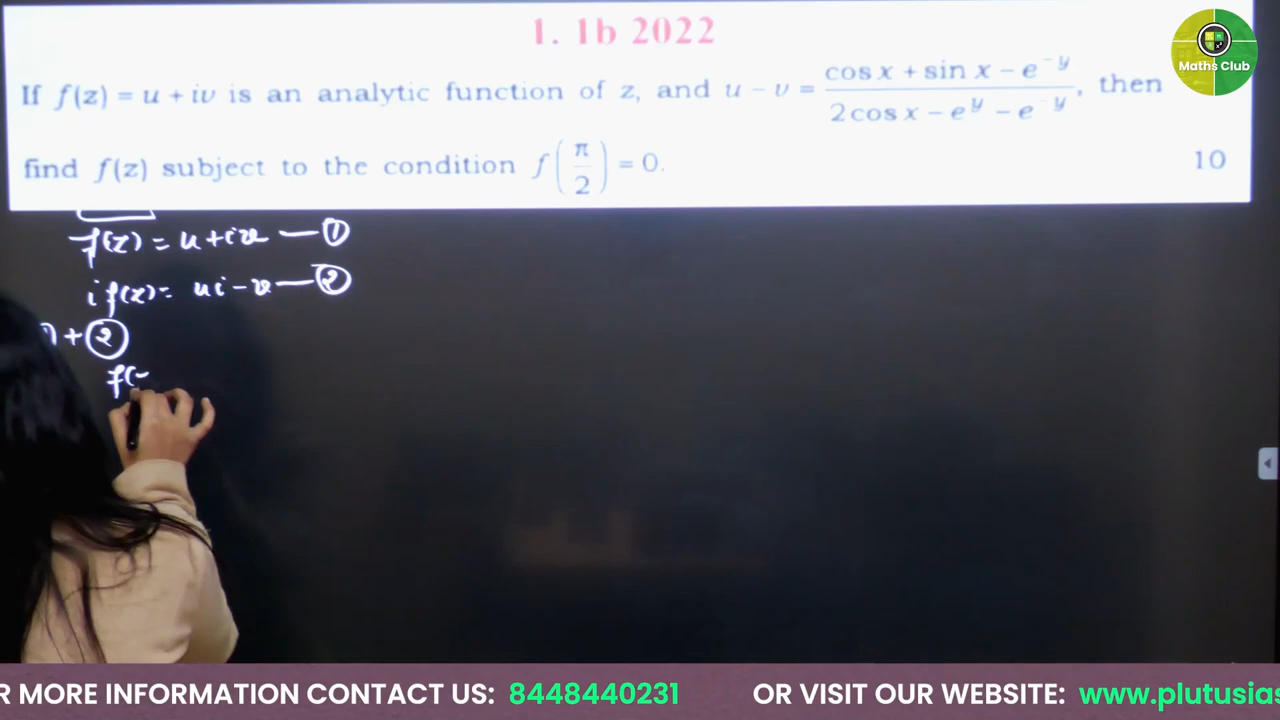 1. 1b 2022
Maths Club
If f(z) = u + iv is an analytic function of z, and u - v = (cos x + sin x - e^-y)/(2 cos x - e^y - e^-y), then
find f(z) subject to the condition f(π/2) = 0. 10
f(z) = u + iv — ①
i f(z) = ui - v — ②
+ ②
f(
R MORE INFORMATION CONTACT US: 8448440231 OR VISIT OUR WEBSITE: www.plutusias